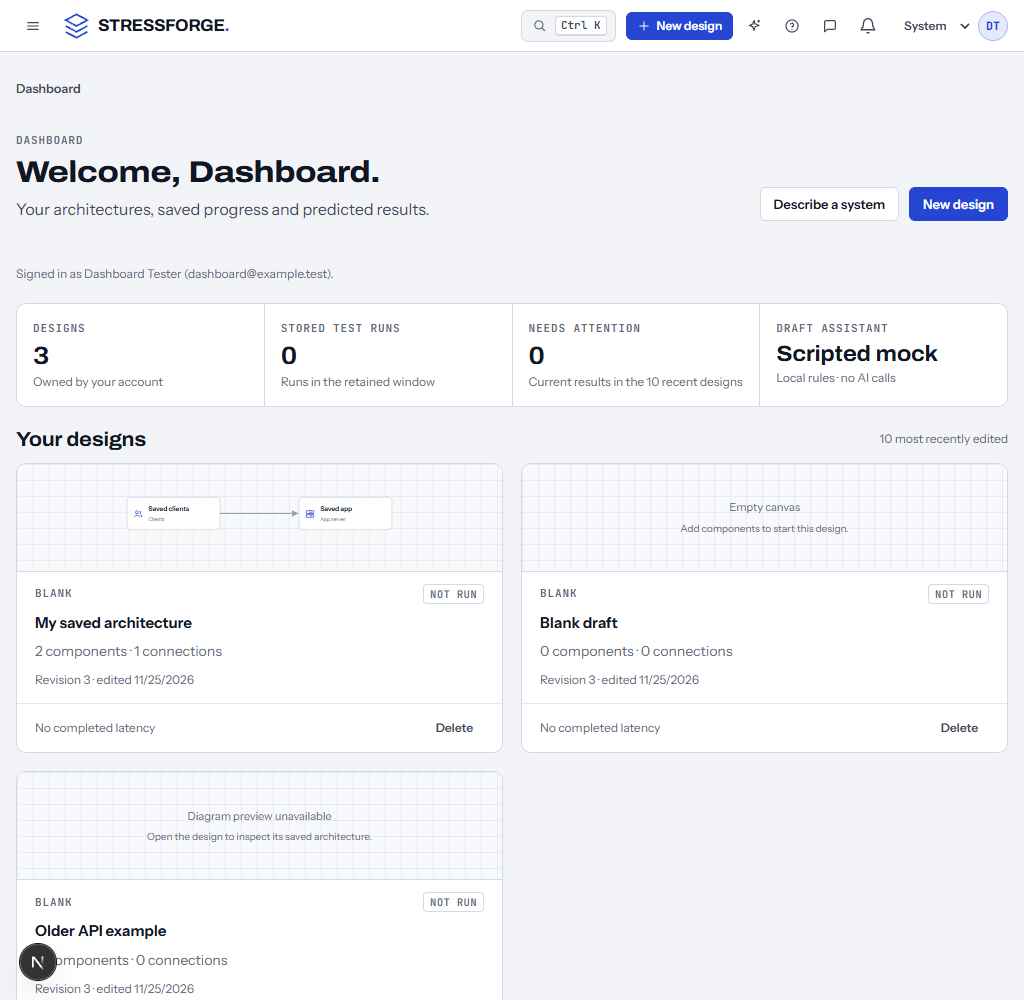 STRESSFORGE.
Ctrl K
New design
System
DT
Dashboard
DASHBOARD
Welcome, Dashboard.
Your architectures, saved progress and predicted results.
Describe a system
New design
Signed in as Dashboard Tester (dashboard@example.test).
DESIGNS
3
Owned by your account
STORED TEST RUNS
0
Runs in the retained window
NEEDS ATTENTION
0
Current results in the 10 recent designs
DRAFT ASSISTANT
Scripted mock
Local rules · no AI calls
Your designs
10 most recently edited
Saved clients
Clients
Saved app
App server
BLANK
NOT RUN
My saved architecture
2 components · 1 connections
Revision 3 · edited 11/25/2026
No completed latency
Delete
Empty canvas
Add components to start this design.
BLANK
NOT RUN
Blank draft
0 components · 0 connections
Revision 3 · edited 11/25/2026
No completed latency
Delete
Diagram preview unavailable
Open the design to inspect its saved architecture.
BLANK
NOT RUN
Older API example
omponents · 0 connections
Revision 3 · edited 11/25/2026
N